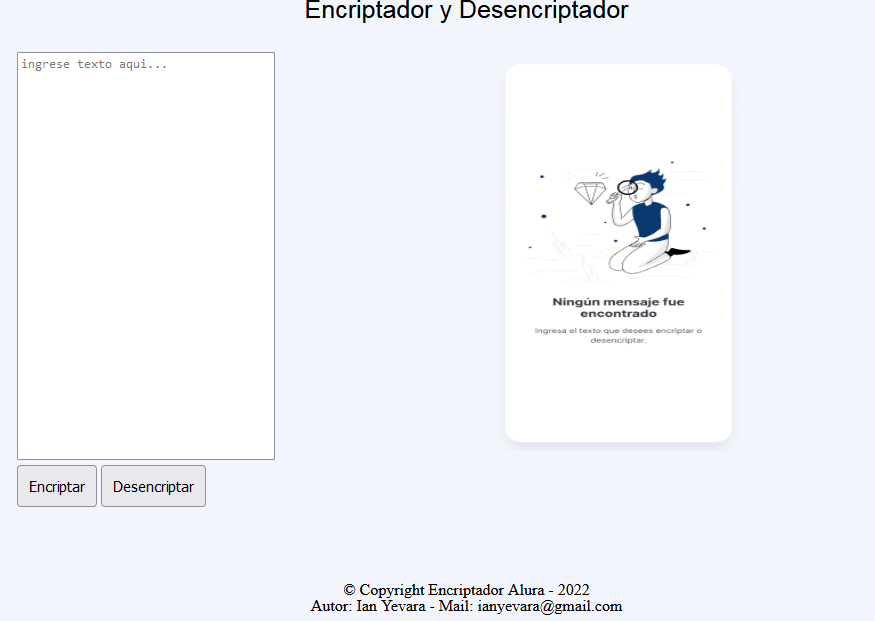 Encriptador y Desencriptador
ingrese texto aqui...
Ningún mensaje fue
encontrado
Ingresa el texto que desees encriptar o
desencriptar.
Encriptar
Desencriptar
© Copyright Encriptador Alura - 2022
Autor: Ian Yevara - Mail: ianyevara@gmail.com